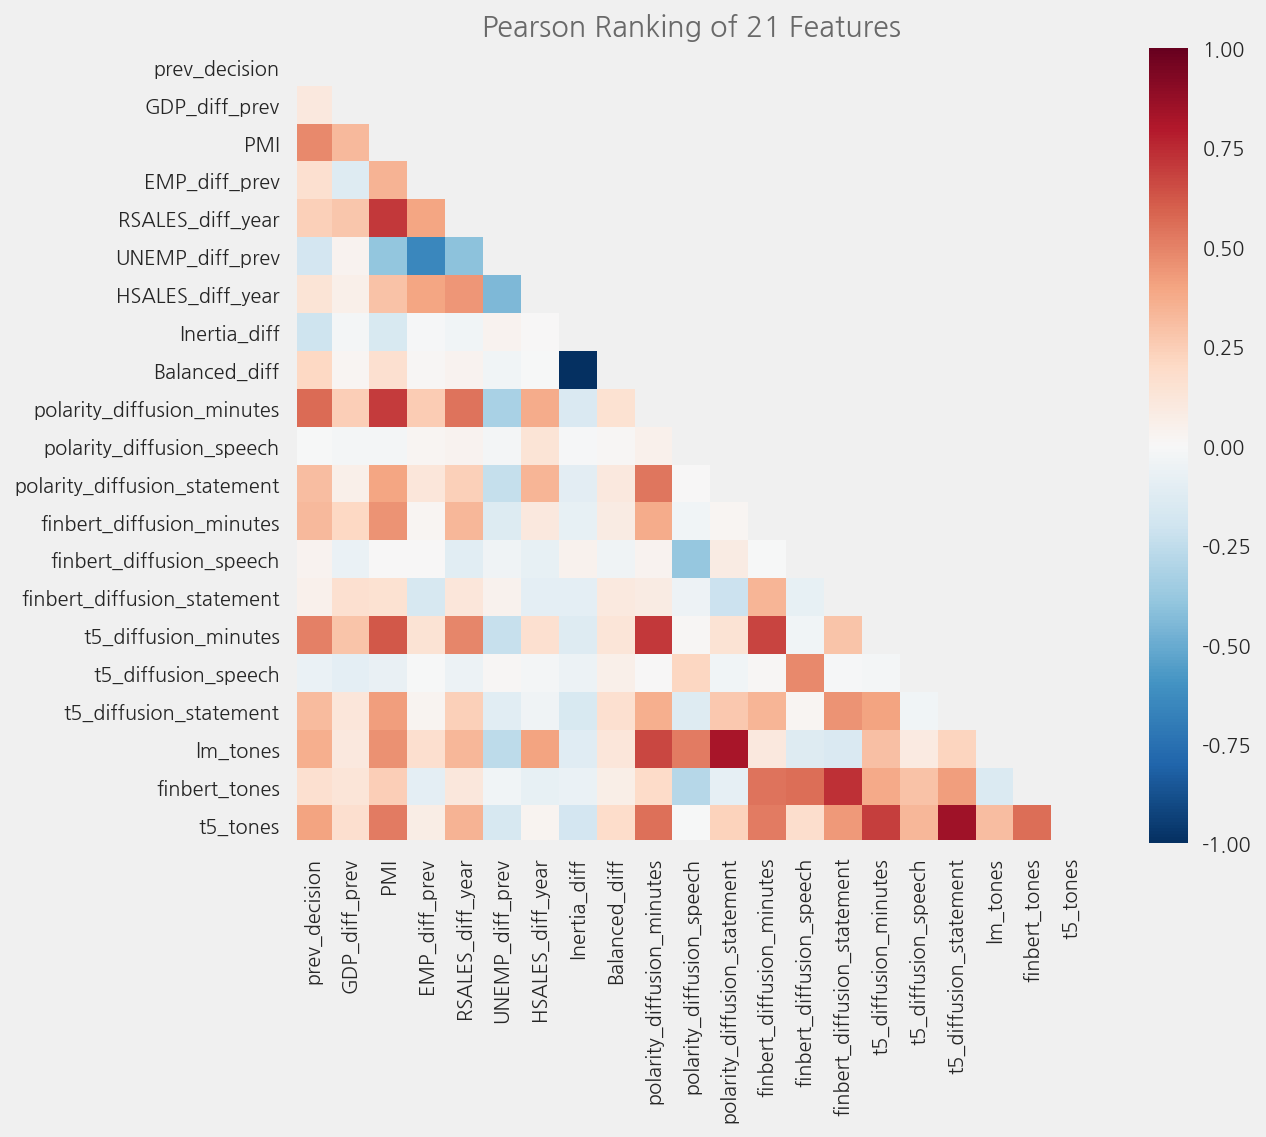 Pearson Ranking of 21 Features
prev_decision
GDP_diff_prev
PMI
EMP_diff_prev
RSALES_diff_year
UNEMP_diff_prev
HSALES_diff_year
Inertia_diff
Balanced_diff
polarity_diffusion_minutes
polarity_diffusion_speech
polarity_diffusion_statement
finbert_diffusion_minutes
finbert_diffusion_speech
finbert_diffusion_statement
t5_diffusion_minutes
t5_diffusion_speech
t5_diffusion_statement
lm_tones
finbert_tones
t5_tones
1.00
0.75
0.50
0.25
0.00
-0.25
-0.50
-0.75
-1.00
prev_decision
GDP_diff_prev
PMI
EMP_diff_prev
RSALES_diff_year
UNEMP_diff_prev
HSALES_diff_year
Inertia_diff
Balanced_diff
polarity_diffusion_minutes
polarity_diffusion_speech
polarity_diffusion_statement
finbert_diffusion_minutes
finbert_diffusion_speech
finbert_diffusion_statement
t5_diffusion_minutes
t5_diffusion_speech
t5_diffusion_statement
lm_tones
finbert_tones
t5_tones